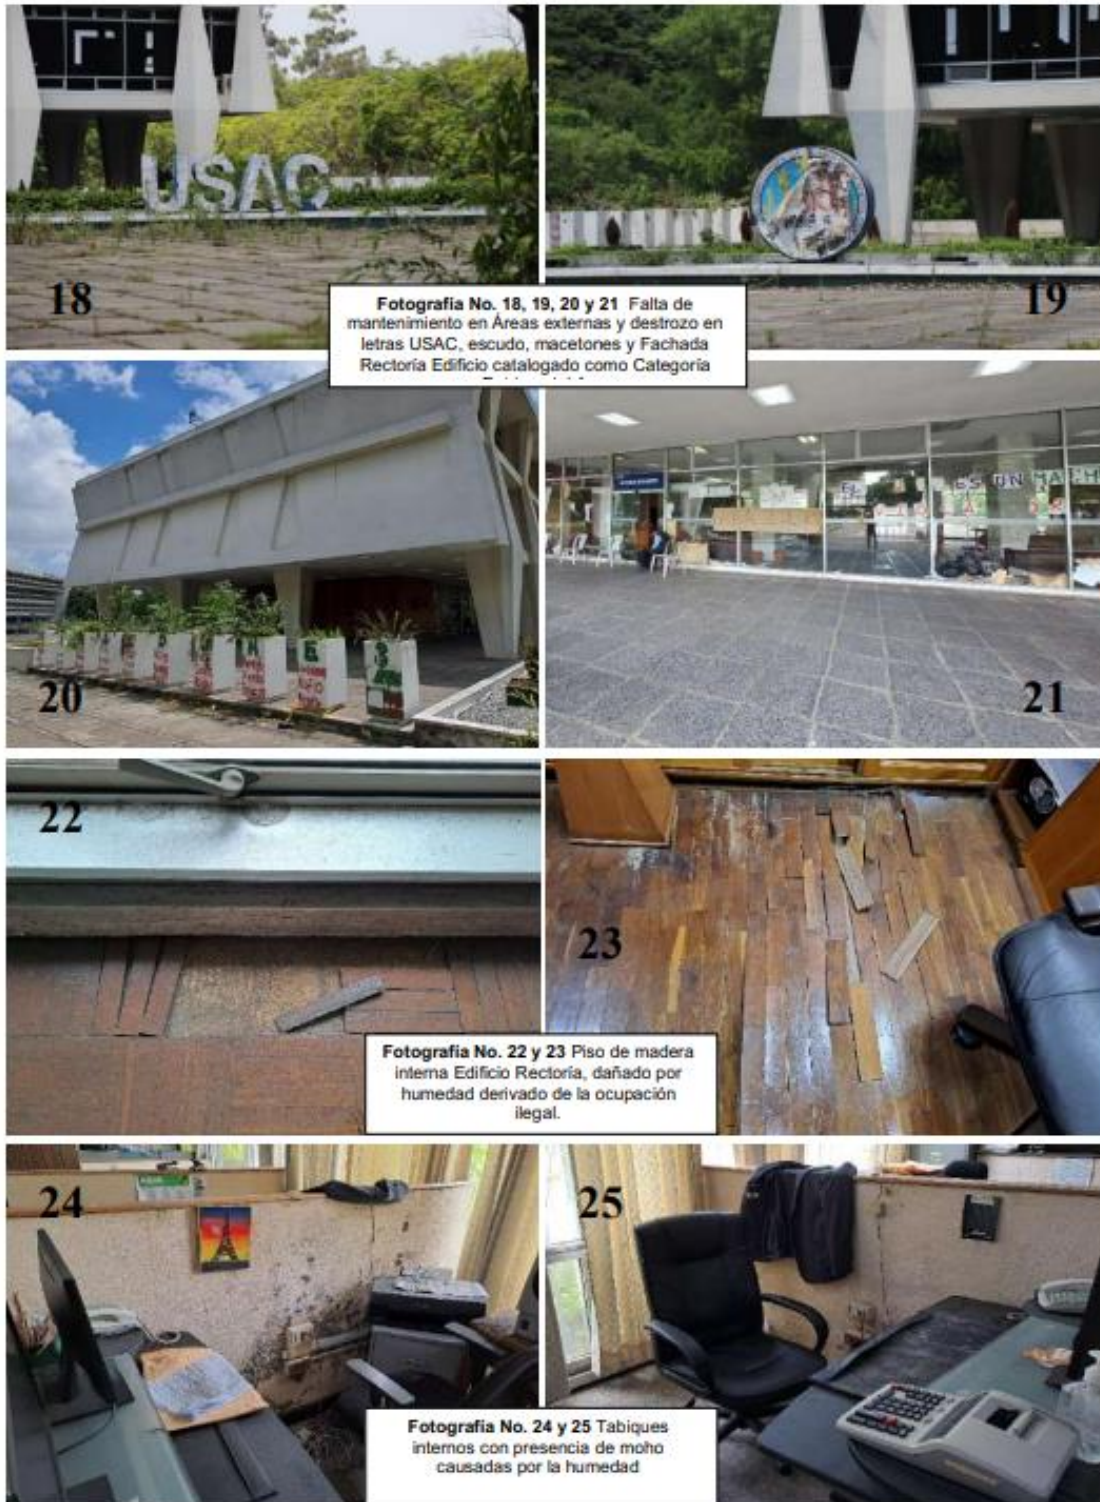 USAC
18
19
Fotografía No. 18, 19, 20 y 21 Falta de
mantenimiento en Áreas externas y destrozo en
letras USAC, escudo, macetones y Fachada
Rectoría Edificio catalogado como Categoría
20
EL
ES UN
21
22
23
Fotografía No. 22 y 23 Piso de madera
interna Edificio Rectoría, dañado por
humedad derivado de la ocupación
ilegal.
24
25
Fotografía No. 24 y 25 Tabiques
internos con presencia de moho
causadas por la humedad